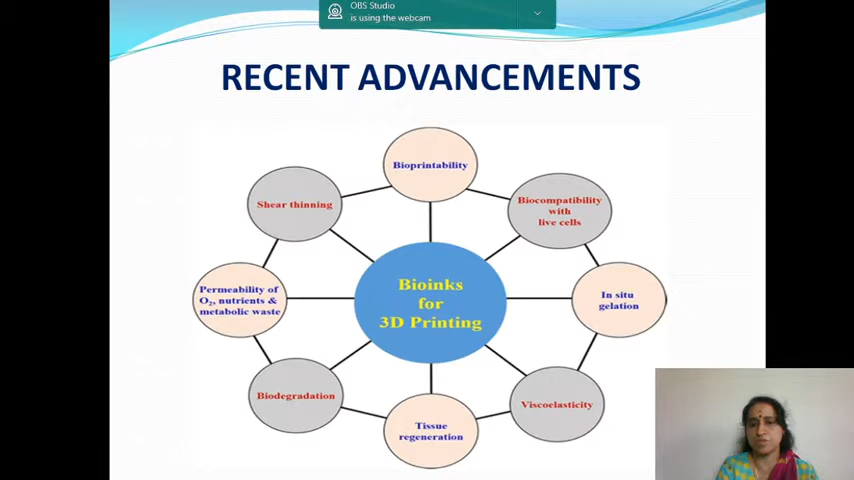 OBS Studio
is using the webcam
RECENT ADVANCEMENTS
Bioprintability
Shear thinning
Biocompatibility
with
live cells
Permeability of
O₂, nutrients &
metabolic waste
Bioinks
for
3D Printing
In situ
gelation
Biodegradation
Tissue
regeneration
Viscoelasticity